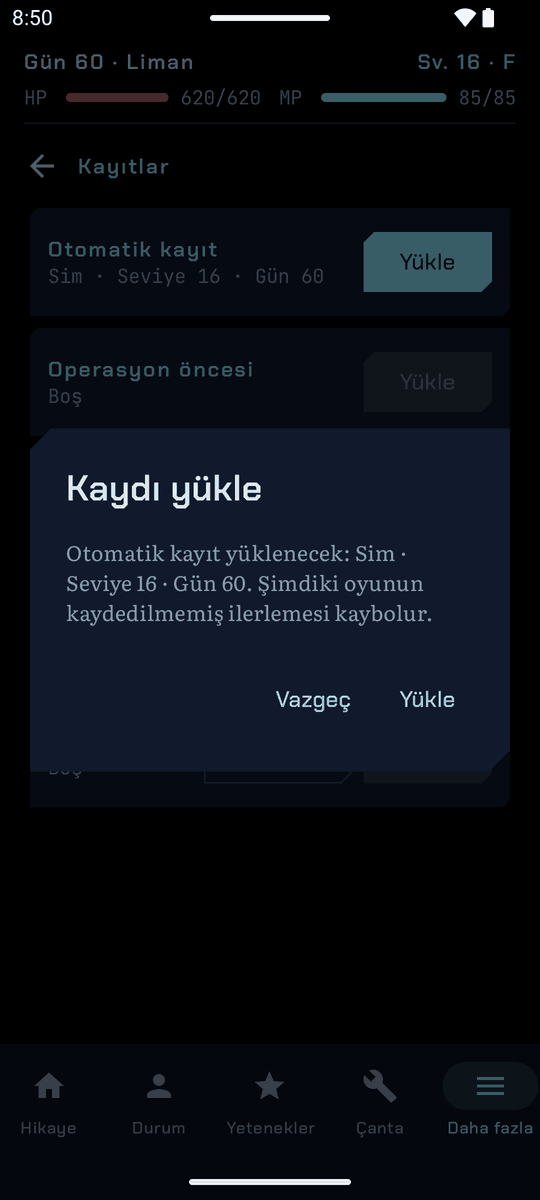 8:50
Gün 60 · Liman
Sv. 16 · F
HP 620/620 MP 85/85
Kayıtlar
Otomatik kayıt
Sim · Seviye 16 · Gün 60
Yükle
Operasyon öncesi
Boş
Yükle
Kaydı yükle
Otomatik kayıt yüklenecek: Sim ·
Seviye 16 · Gün 60. Şimdiki oyunun
kaydedilmemiş ilerlemesi kaybolur.
Vazgeç Yükle
Boş
Hikaye Durum Yetenekler Çanta Daha fazla